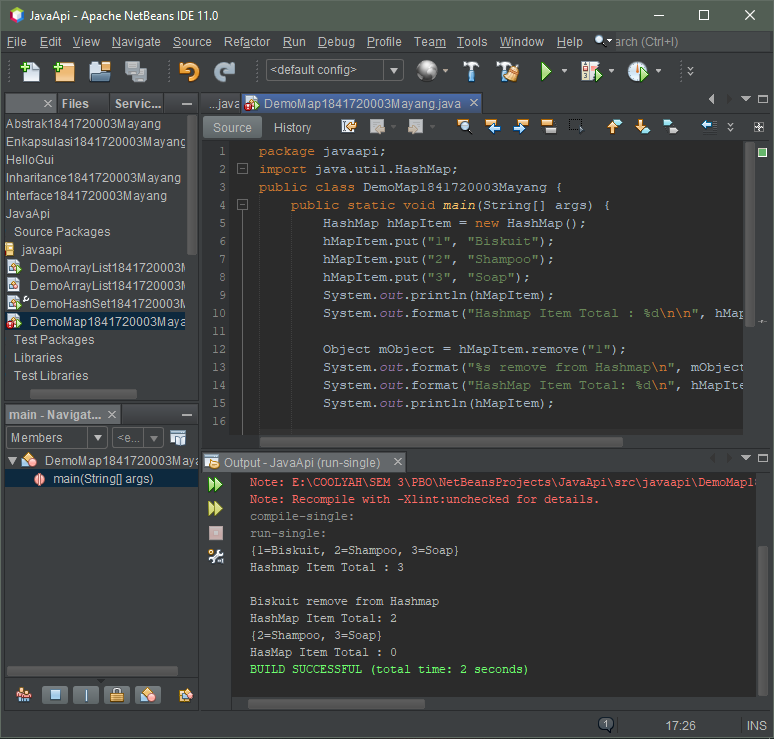 JavaApi - Apache NetBeans IDE 11.0
File Edit View Navigate Source Refactor Run Debug Profile Team Tools Window Help arch (Ctrl+I)
<default config>
Files Servic...
...java DemoMap1841720003Mayang.java
Source History
Abstrak1841720003Mayang
Enkapsulasi1841720003Mayang
HelloGui
Inharitance1841720003Mayang
Interface1841720003Mayang
JavaApi
Source Packages
javaapi
DemoArrayList1841720003M
DemoArrayList1841720003M
DemoHashSet1841720003M
DemoMap1841720003Maya
Test Packages
Libraries
Test Libraries
1 package javaapi;
2 import java.util.HashMap;
3 public class DemoMap1841720003Mayang {
4 public static void main(String[] args) {
5 HashMap hMapItem = new HashMap();
6 hMapItem.put("1", "Biskuit");
7 hMapItem.put("2", "Shampoo");
8 hMapItem.put("3", "Soap");
9 System.out.println(hMapItem);
10 System.out.format("Hashmap Item Total : %d\n\n", hMap
11
12 Object mObject = hMapItem.remove("1");
13 System.out.format("%s remove from Hashmap\n", mObject
14 System.out.format("HashMap Item Total: %d\n", hMapIte
15 System.out.println(hMapItem);
16
main - Navigat...
Members <e...
DemoMap1841720003Maya
main(String[] args)
Output - JavaApi (run-single)
Note: E:\COOLYAH\SEM 3\PBO\NetBeansProjects\JavaApi\src\javaapi\DemoMap18
Note: Recompile with -Xlint:unchecked for details.
compile-single:
run-single:
{1=Biskuit, 2=Shampoo, 3=Soap}
Hashmap Item Total : 3
Biskuit remove from Hashmap
HashMap Item Total: 2
{2=Shampoo, 3=Soap}
HasMap Item Total : 0
BUILD SUCCESSFUL (total time: 2 seconds)
1 17:26 INS